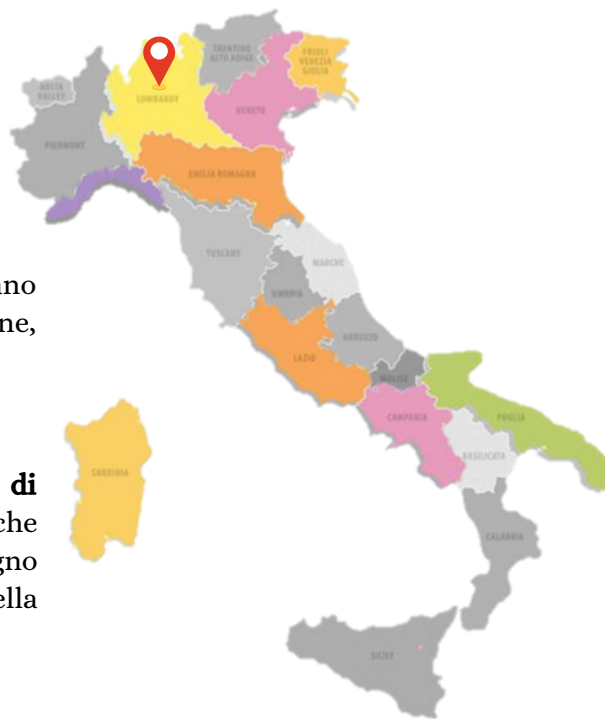 TRENTINO
ALTO ADIGE
FRIULI
VENEZIA
GIULIA
AOSTA
VALLEY
LOMBARDY
VENETO
PIEDMONT
EMILIA ROMAGNA
TUSCANY
MARCHE
UMBRIA
ne,
ABRUZZO
LAZIO
MOLISE
PUGLIA
CAMPANIA
BASILICATA
SARDINIA
di
che
CALABRIA
gno
ella
SICILY